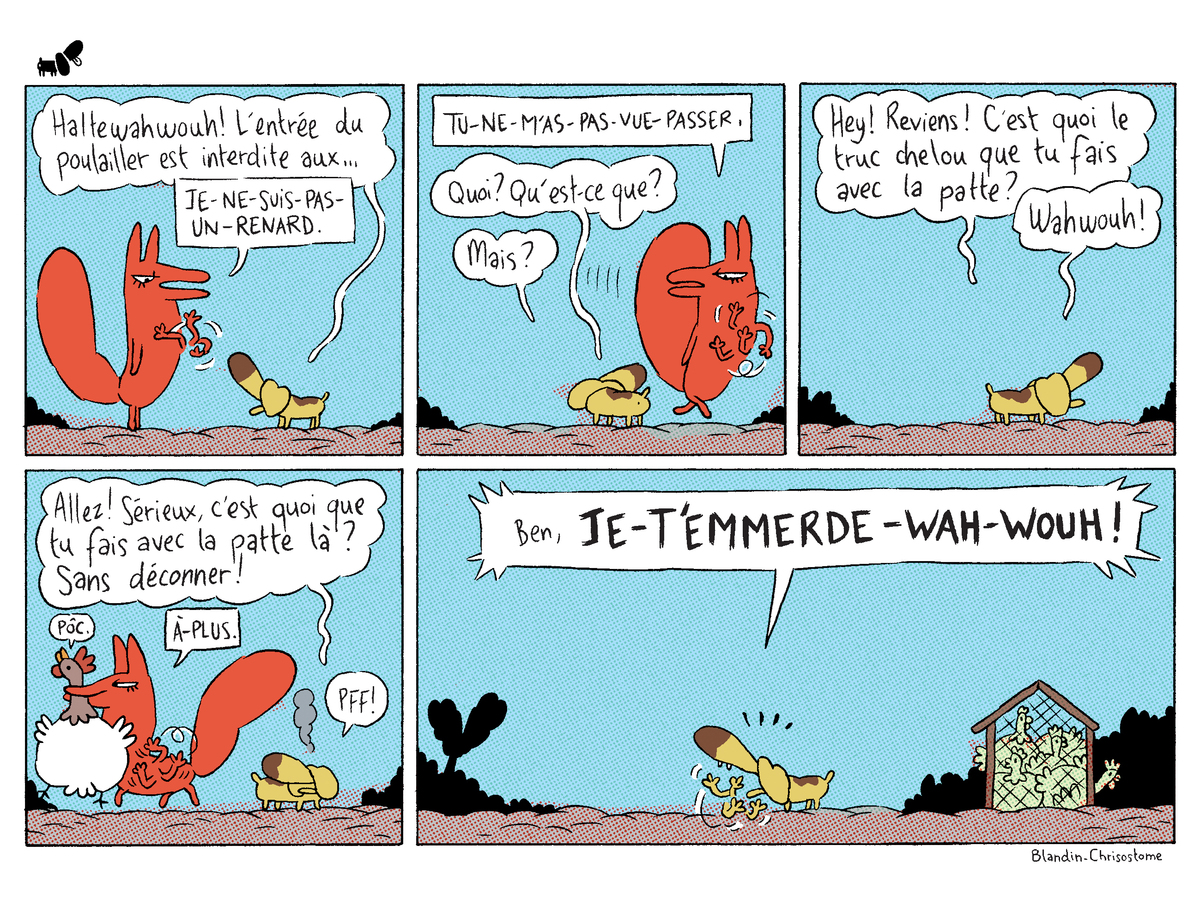 Haltewahwouh! L'entrée du
poulailler est interdite aux...
JE-NE-SUIS-PAS-
UN-RENARD.
TU-NE-M'AS-PAS-VUE-PASSER.
Quoi? Qu'est-ce que?
Mais?
Hey! Reviens! C'est quoi le
truc chelou que tu fais
avec la patte?
Wahwouh!
Allez! Sérieux, c'est quoi que
tu fais avec la patte là?
Sans déconner!
PÔC.
À-PLUS.
PFF!
Ben, JE-T'EMMERDE-WAH-WOUH!
Blandin-Chrisostome